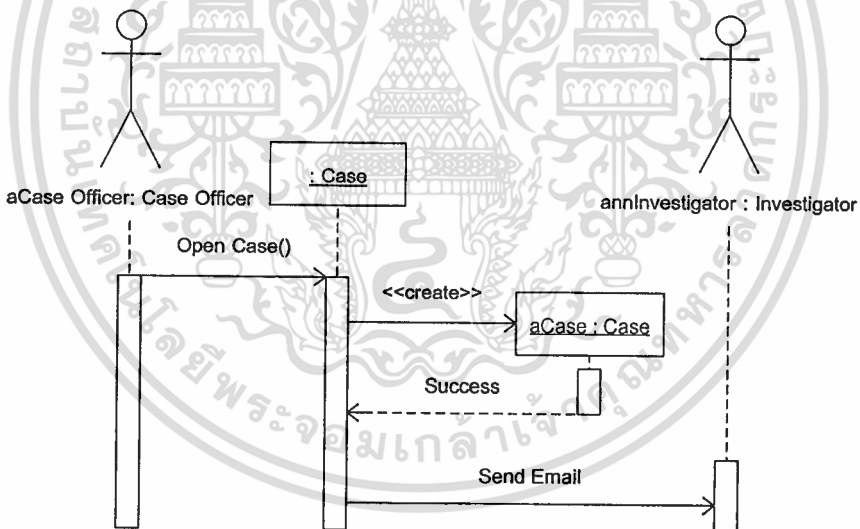 : Case
aCase Officer: Case Officer
annInvestigator : Investigator
Open Case()
<<create>>
aCase : Case
Success
Send Email